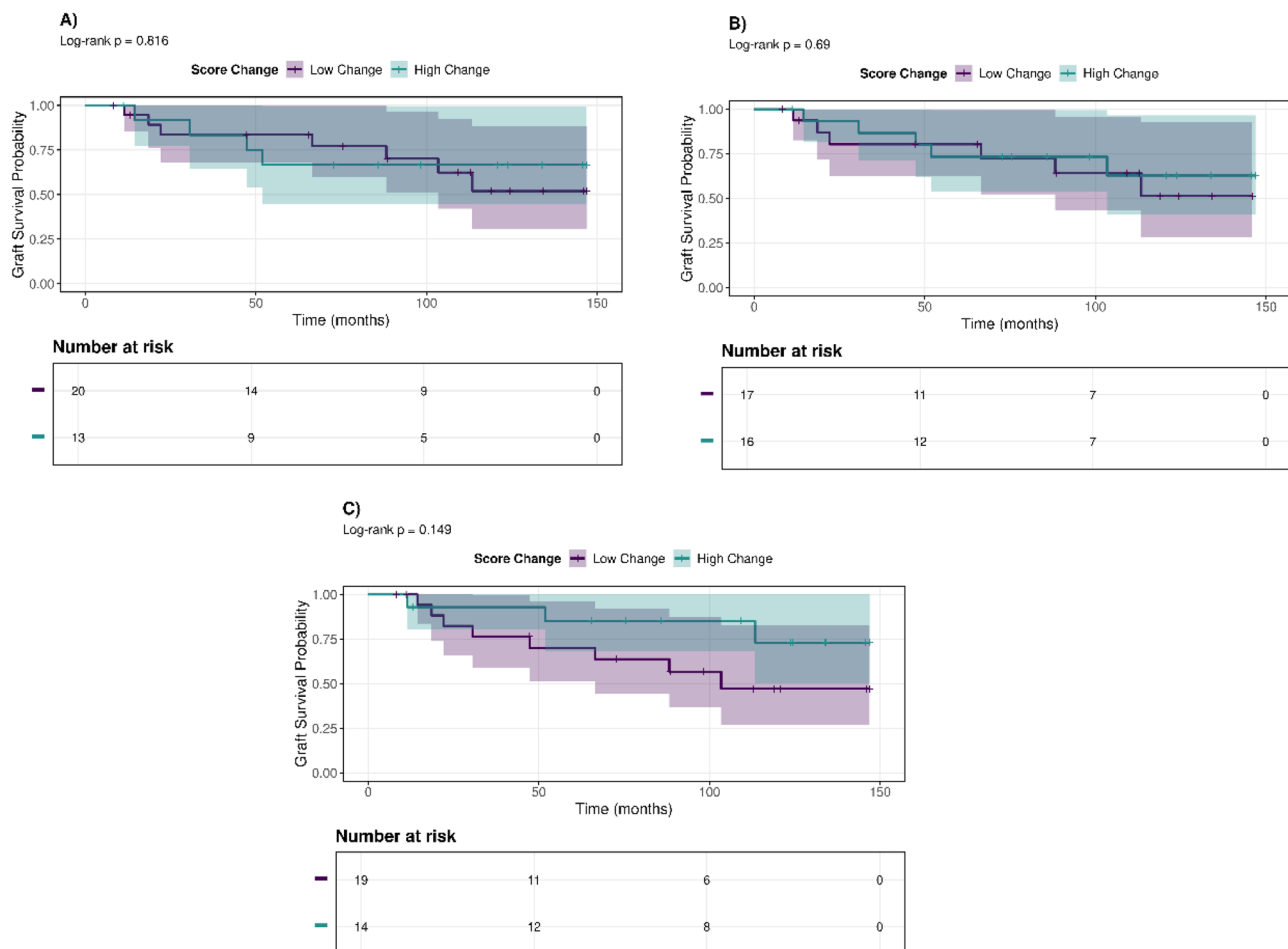 A)
Log-rank p = 0.816
Score Change Low Change High Change
Graft Survival Probability
1.00
0.75
0.50
0.25
0.00
0 50 100 150
Time (months)
Number at risk
20 14 9 0
13 9 5 0
B)
Log-rank p = 0.69
Score Change Low Change High Change
Graft Survival Probability
1.00
0.75
0.50
0.25
0.00
0 50 100 150
Time (months)
Number at risk
17 11 7 0
16 12 7 0
C)
Log-rank p = 0.149
Score Change Low Change High Change
Graft Survival Probability
1.00
0.75
0.50
0.25
0.00
0 50 100 150
Time (months)
Number at risk
19 11 6 0
14 12 8 0